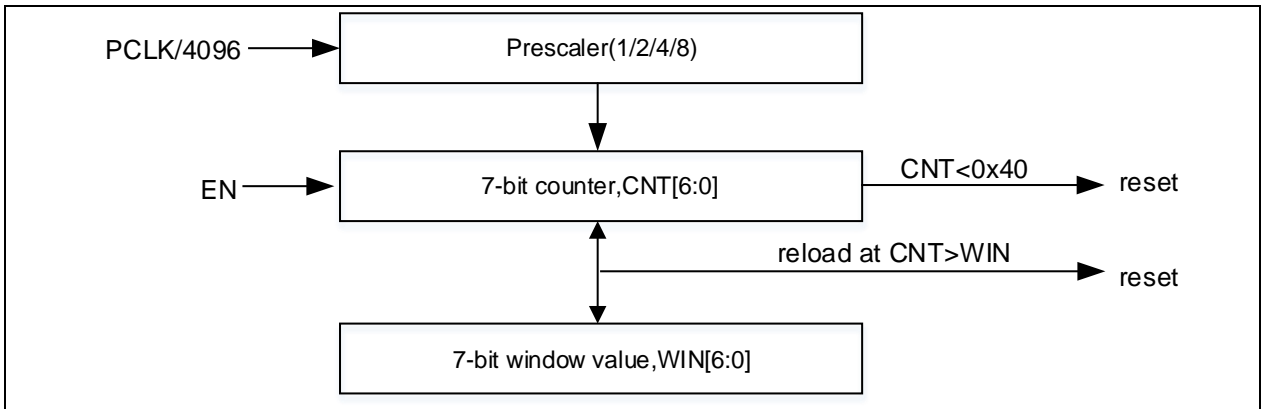 PCLK/4096
Prescaler(1/2/4/8)
EN
7-bit counter,CNT[6:0]
CNT<0x40
reset
reload at CNT>WIN
reset
7-bit window value,WIN[6:0]